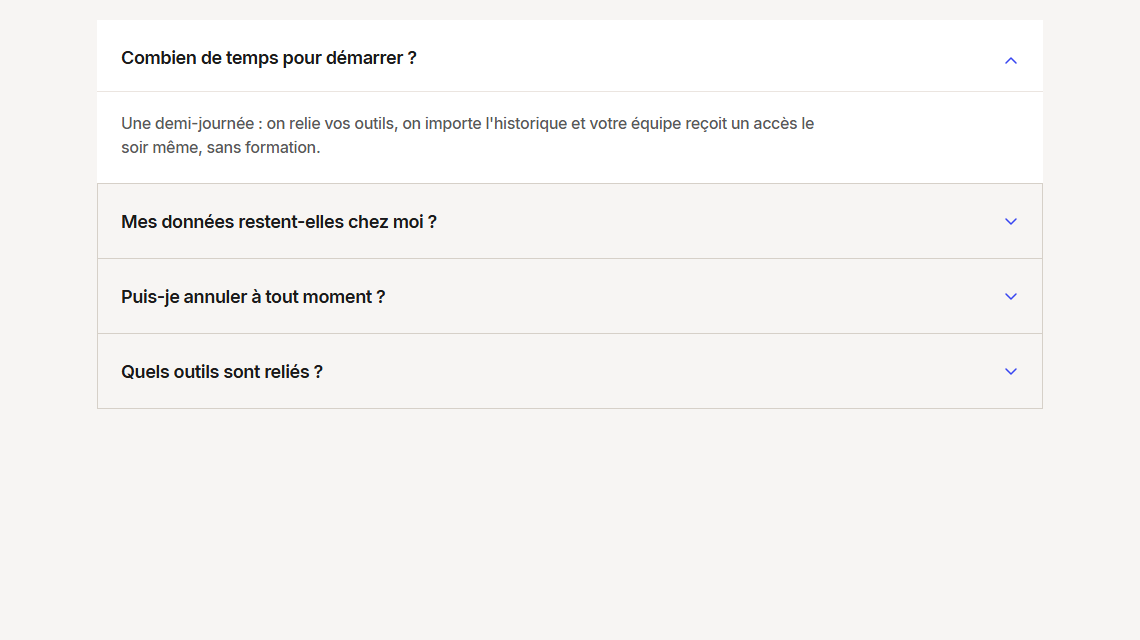 Combien de temps pour démarrer ?
Une demi-journée : on relie vos outils, on importe l'historique et votre équipe reçoit un accès le
soir même, sans formation.
Mes données restent-elles chez moi ?
Puis-je annuler à tout moment ?
Quels outils sont reliés ?